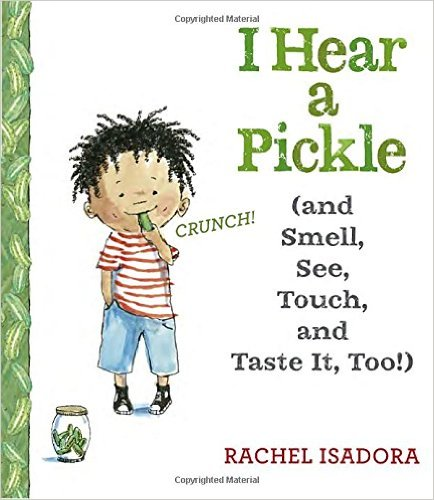 Copyrighted Material
I Hear
a
Pickle
(and
Smell,
See,
Touch,
and
Taste It, Too!)
CRUNCH!
RACHEL ISADORA
Copyrighted Material